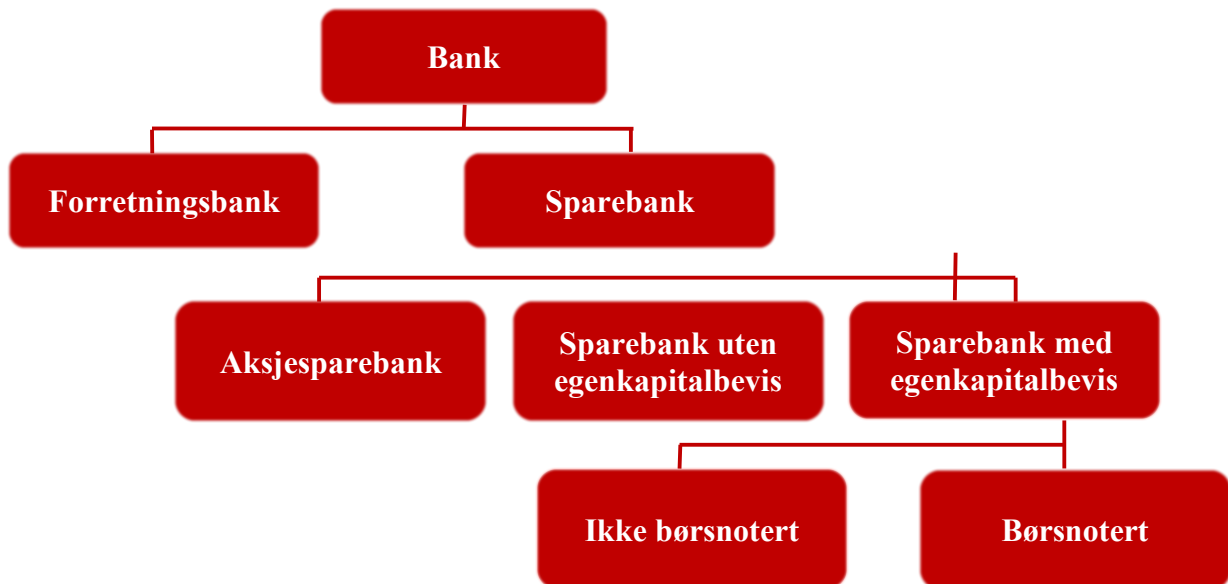 Bank
Forretningsbank
Sparebank
Aksjesparebank
Sparebank uten
egenkapitalbevis
Sparebank med
egenkapitalbevis
Ikke børsnotert
Børsnotert